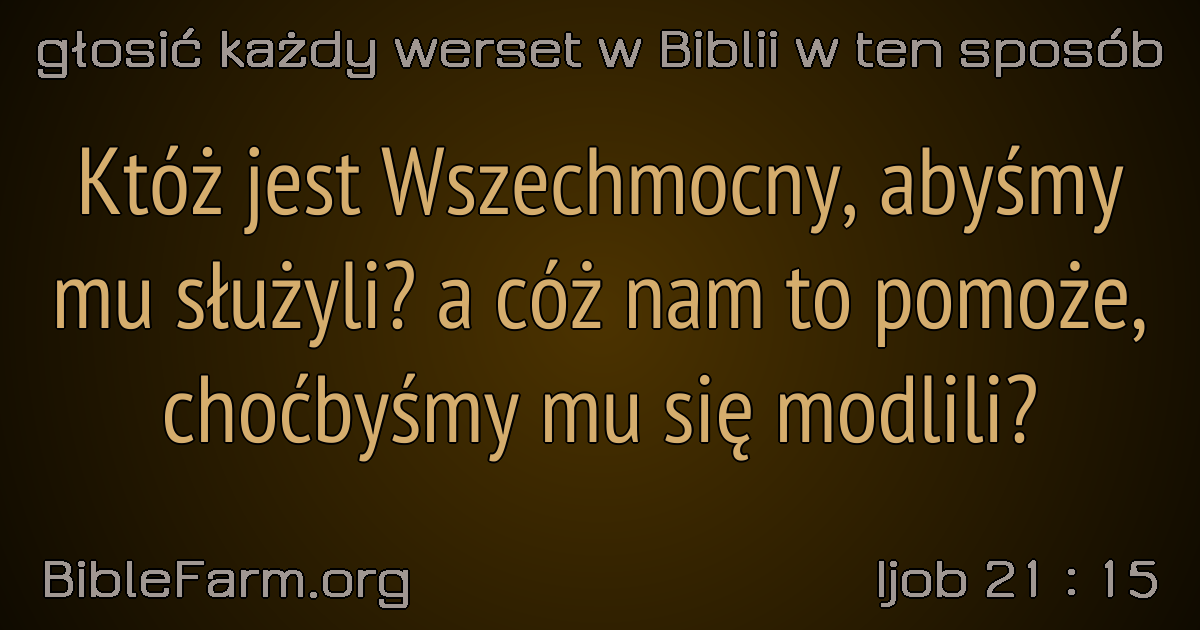 głosić każdy werset w Biblii w ten sposób
Któż jest Wszechmocny, abyśmy
mu służyli? a cóż nam to pomoże,
choćbyśmy mu się modlili?
BibleFarm.org
Ijob 21 : 15